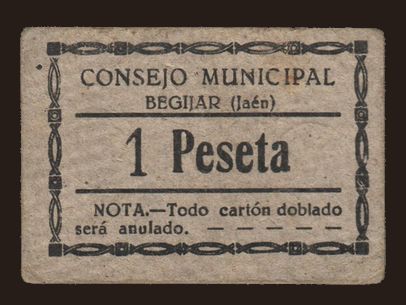 CONSEJO MUNICIPAL
BEGIJAR (Jaén)
1 Peseta
NOTA.—Todo cartón doblado
será anulado. — — — — —